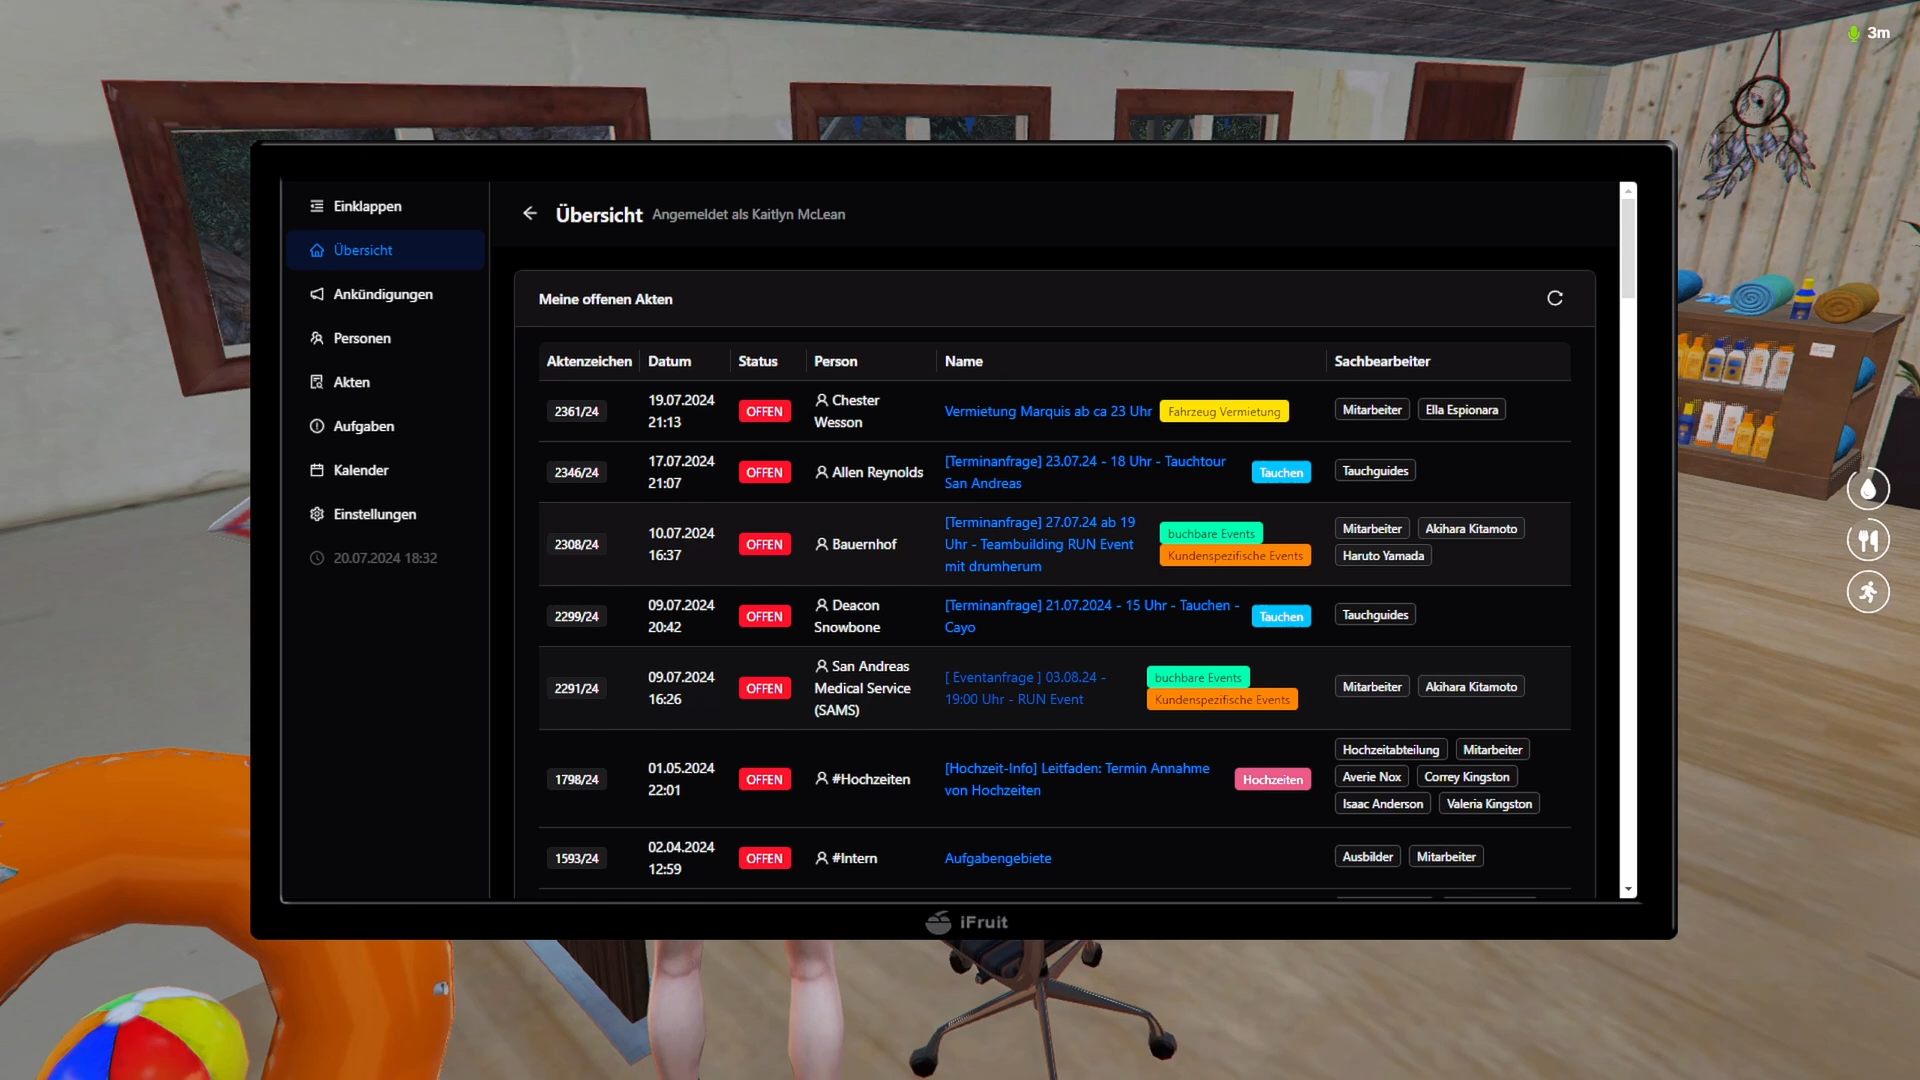 3m
Einklappen
Übersicht
Ankündigungen
Personen
Akten
Aufgaben
Kalender
Einstellungen
20.07.2024 18:32
Übersicht Angemeldet als Kaitlyn McLean
Meine offenen Akten
Aktenzeichen Datum Status Person Name Sachbearbeiter
2361/24 19.07.2024 21:13 OFFEN Chester Wesson Vermietung Marquis ab ca 23 Uhr Fahrzeug Vermietung Mitarbeiter Ella Espionara
2346/24 17.07.2024 21:07 OFFEN Allen Reynolds [Terminanfrage] 23.07.24 - 18 Uhr - Tauchtour San Andreas Tauchen Tauchguides
2308/24 10.07.2024 16:37 OFFEN Bauernhof [Terminanfrage] 27.07.24 ab 19 Uhr - Teambuilding RUN Event mit drumherum buchbare Events Kundenspezifische Events Mitarbeiter Akihara Kitamoto Haruto Yamada
2299/24 09.07.2024 20:42 OFFEN Deacon Snowbone [Terminanfrage] 21.07.2024 - 15 Uhr - Tauchen - Cayo Tauchen Tauchguides
2291/24 09.07.2024 16:26 OFFEN San Andreas Medical Service (SAMS) [ Eventanfrage ] 03.08.24 - 19:00 Uhr - RUN Event buchbare Events Kundenspezifische Events Mitarbeiter Akihara Kitamoto
1798/24 01.05.2024 22:01 OFFEN #Hochzeiten [Hochzeit-Info] Leitfaden: Termin Annahme von Hochzeiten Hochzeiten Hochzeitabteilung Mitarbeiter Averie Nox Correy Kingston Isaac Anderson Valeria Kingston
1593/24 02.04.2024 12:59 OFFEN #Intern Aufgabengebiete Ausbilder Mitarbeiter
iFruit